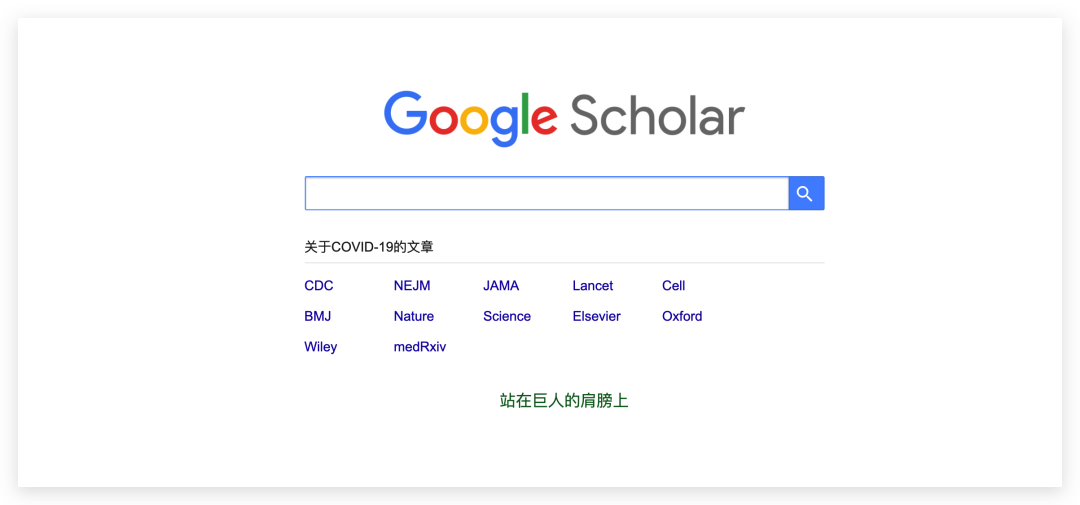 Google Scholar
关于COVID-19的文章
CDC NEJM JAMA Lancet Cell
BMJ Nature Science Elsevier Oxford
Wiley medRxiv
站在巨人的肩膀上